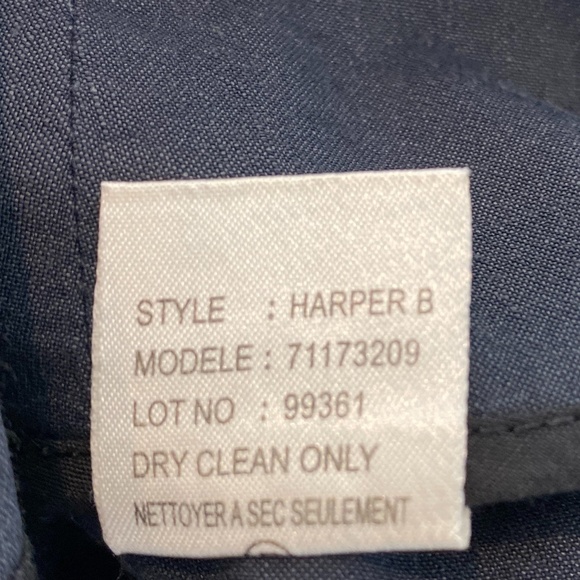 STYLE : HARPER B
MODELE : 71173209
LOT NO : 99361
DRY CLEAN ONLY
NETTOYER A SEC SEULEMENT